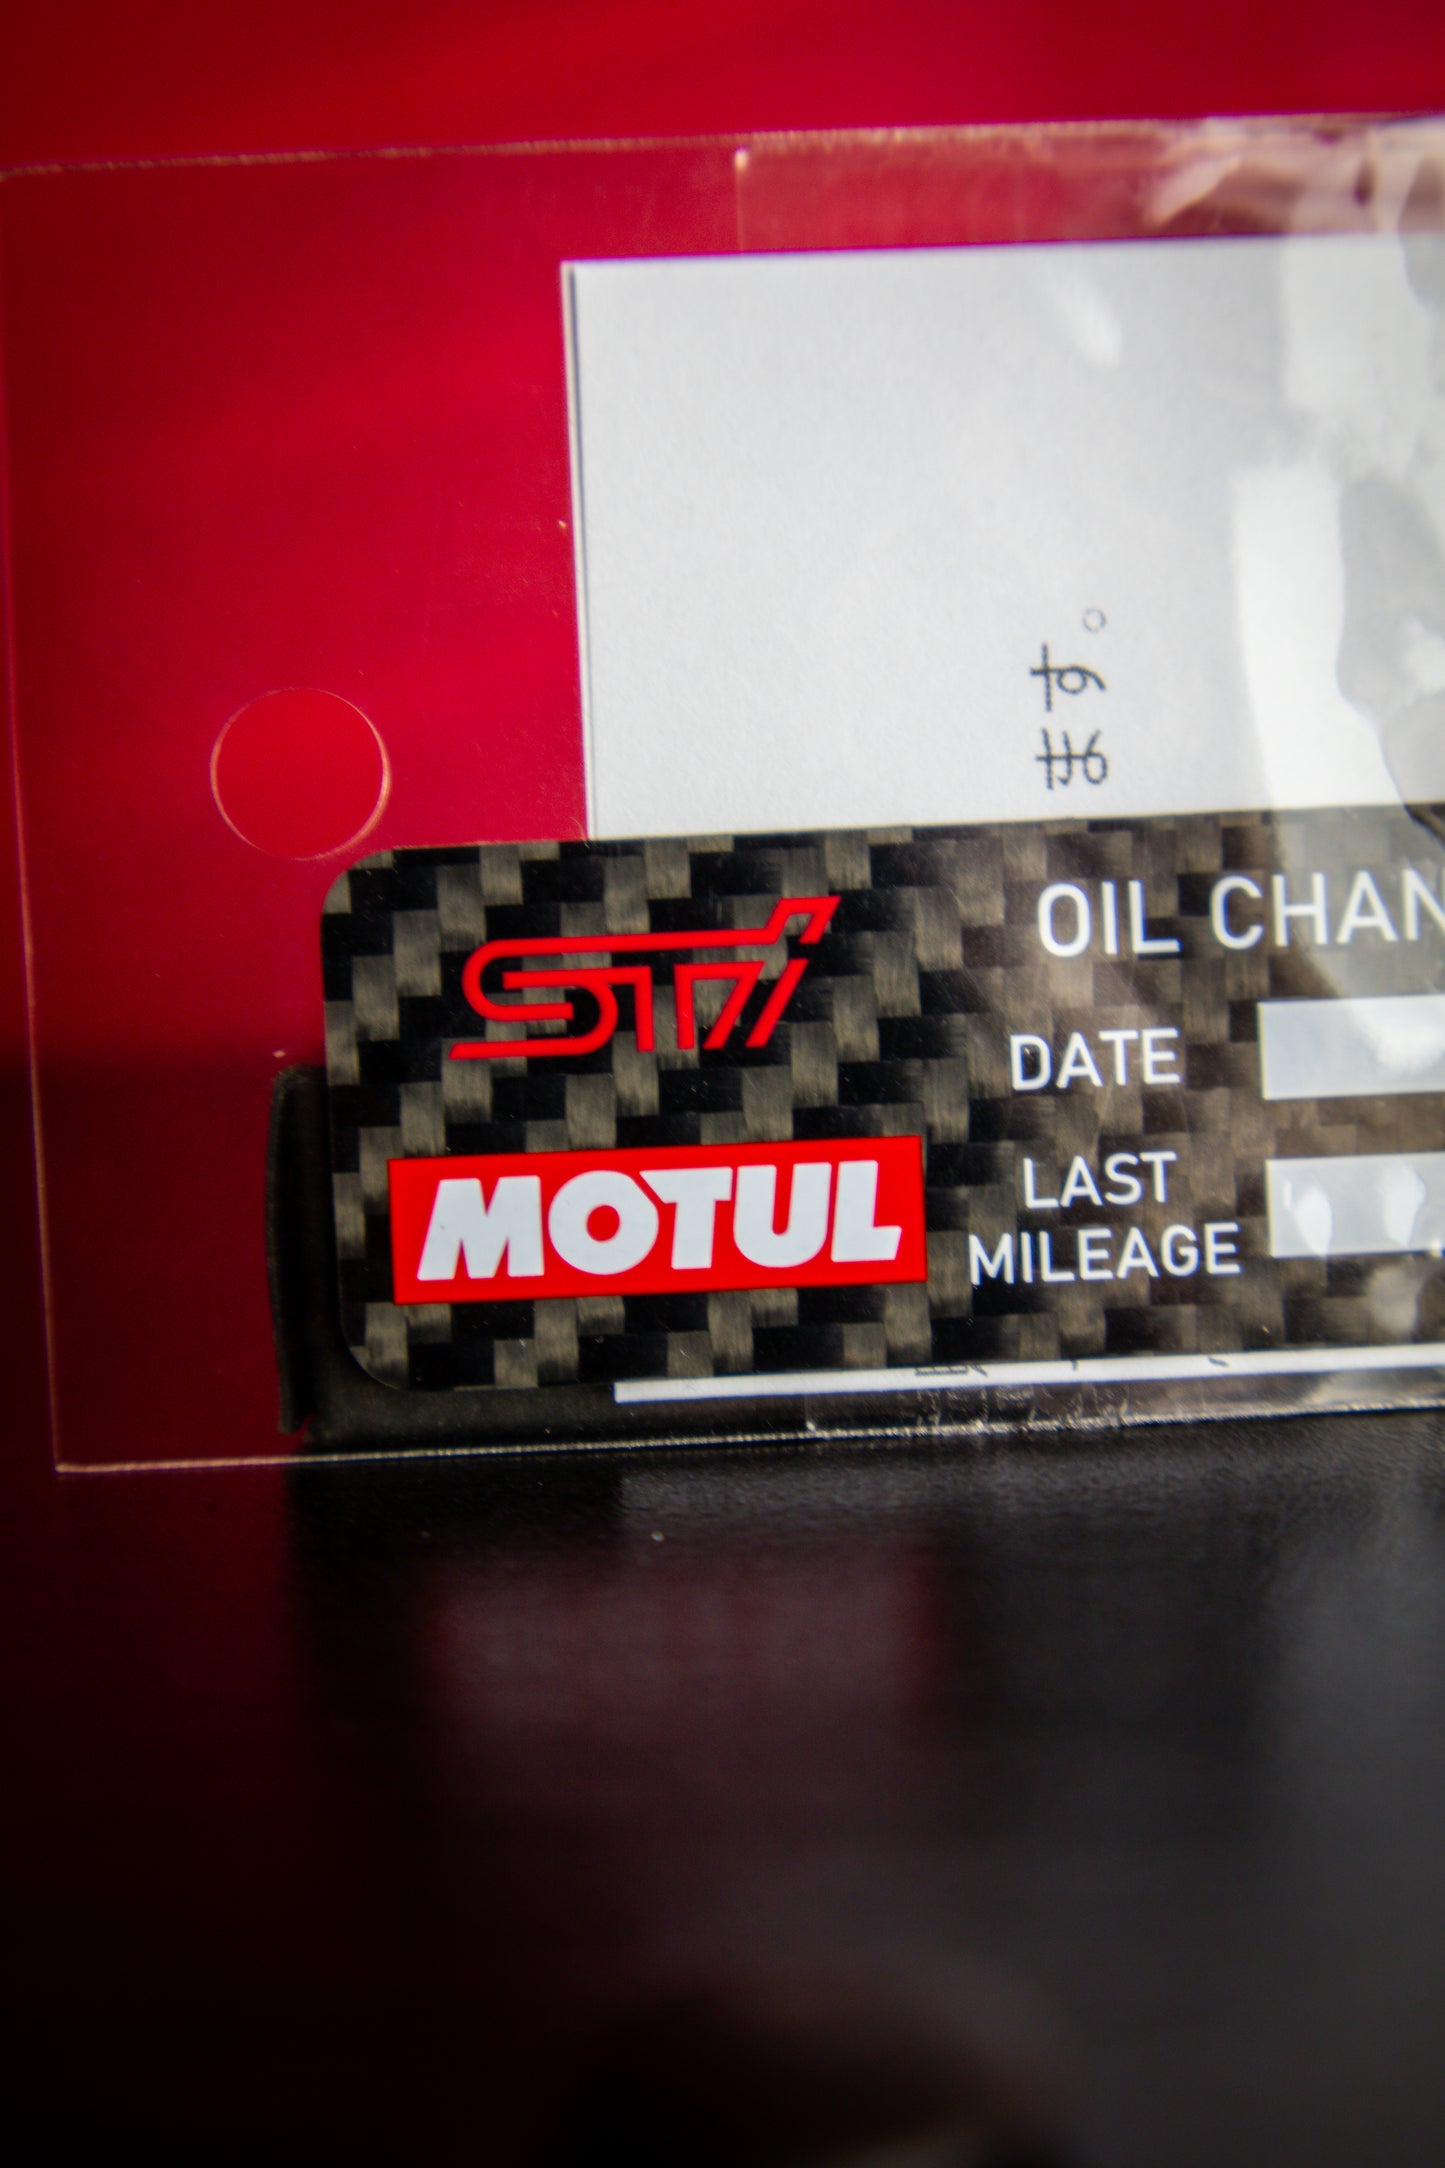 ます。
STI
MOTUL
OIL CHAN
DATE
LAST
MILEAGE